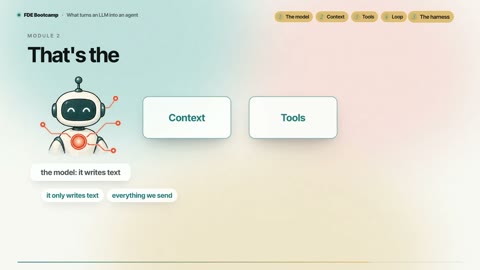 FDE Bootcamp · What turns an LLM into an agent
The model Context Tools Loop The harness
MODULE 2
That's the
Context Tools
the model: it writes text
it only writes text everything we send